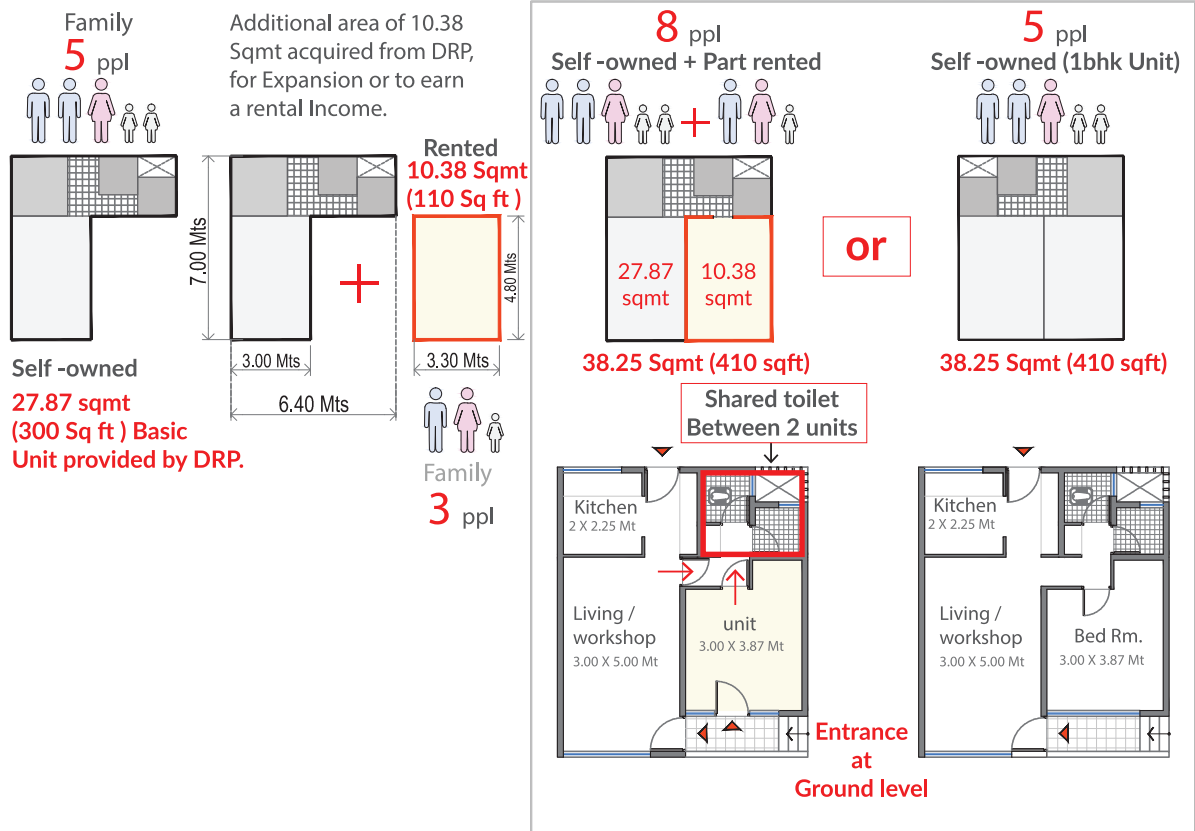 Family
5 ppl
Additional area of 10.38
Sqmt acquired from DRP,
for Expansion or to earn
a rental Income.
7.00 Mts
3.00 Mts
6.40 Mts
Rented
10.38 Sqmt
(110 Sq ft )
4.80 Mts
3.30 Mts
Family
3 ppl
Self -owned
27.87 sqmt
(300 Sq ft ) Basic
Unit provided by DRP.
8 ppl
Self -owned + Part rented
27.87
sqmt
10.38
sqmt
38.25 Sqmt (410 sqft)
or
5 ppl
Self -owned (1bhk Unit)
38.25 Sqmt (410 sqft)
Shared toilet
Between 2 units
Kitchen
2 X 2.25 Mt
Living /
workshop
3.00 X 5.00 Mt
unit
3.00 X 3.87 Mt
Entrance
at
Ground level
Kitchen
2 X 2.25 Mt
Living /
workshop
3.00 X 5.00 Mt
Bed Rm.
3.00 X 3.87 Mt